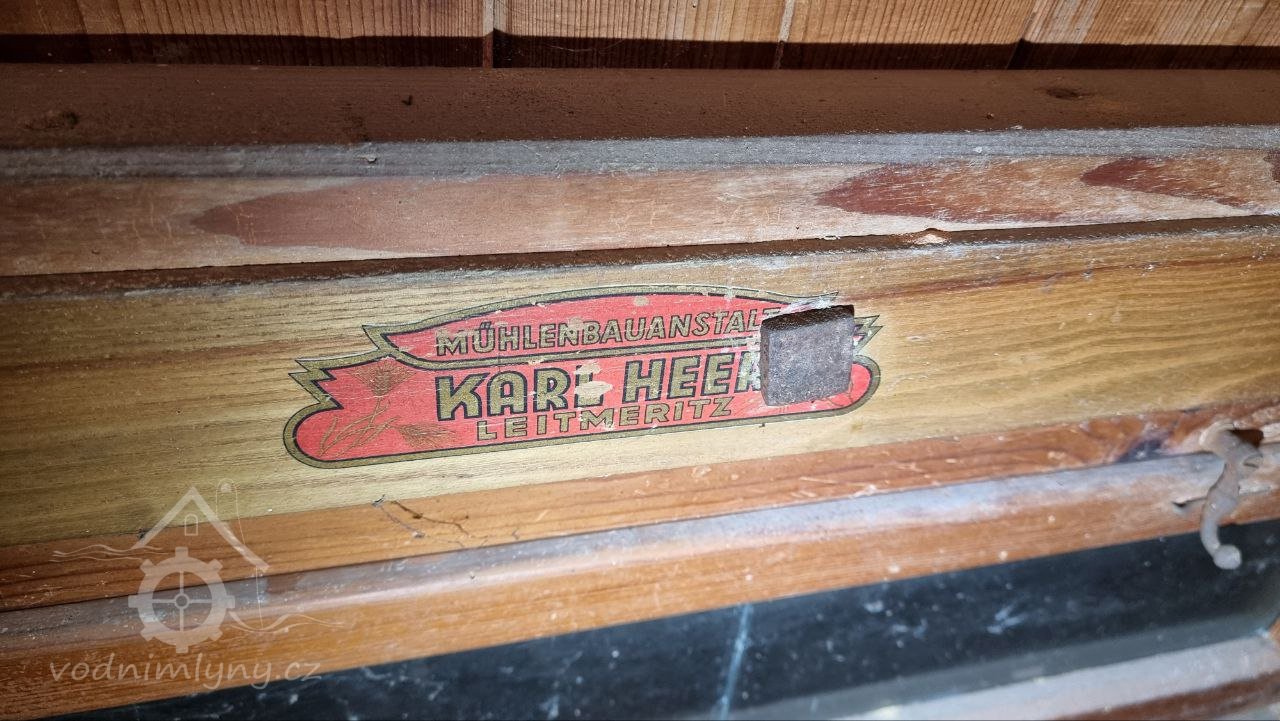 MÜHLENBAUANSTALT
KARL HEER
LEITMERITZ
vodnimlyny.cz